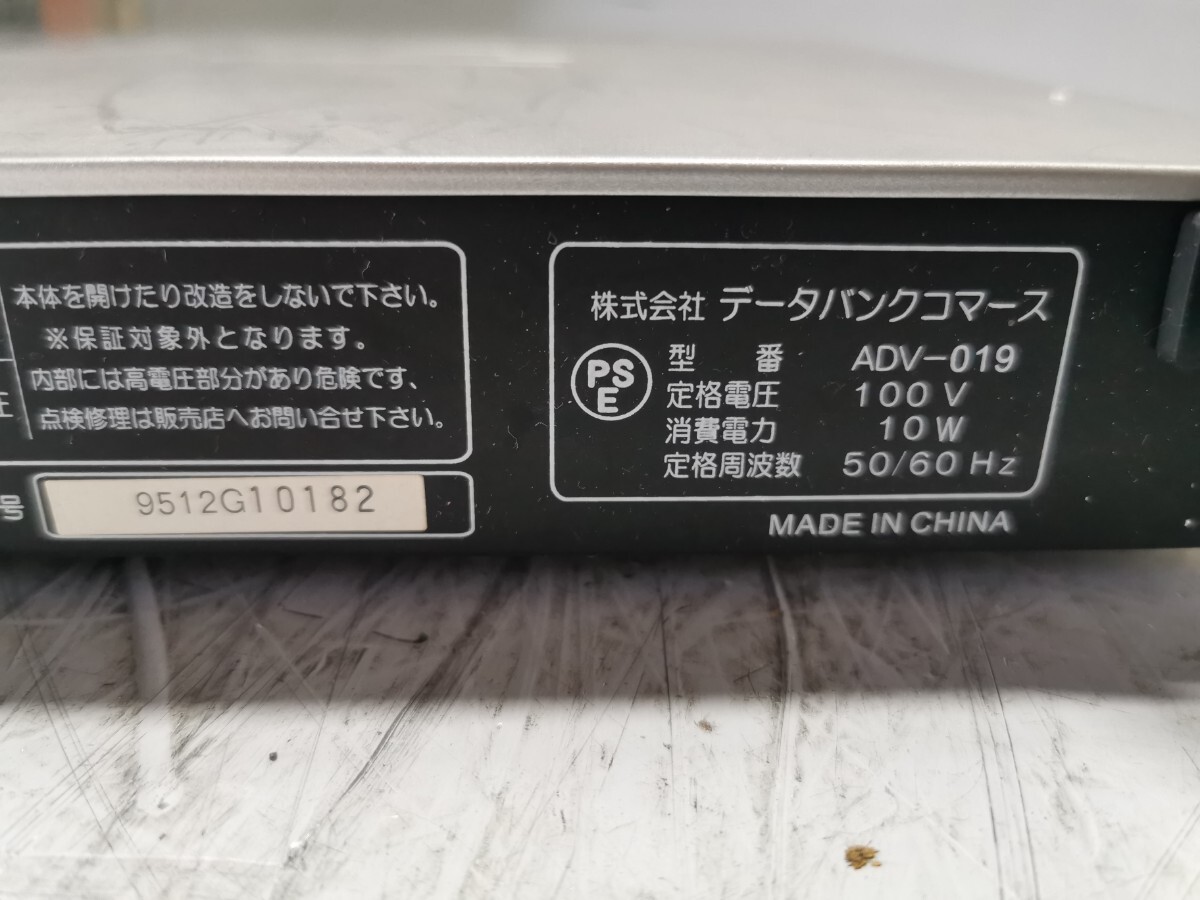 本体を開けたり改造をしないで下さい。
※保証対象外となります。
内部には高電圧部分があり危険です、
点検修理は販売店へお問い合せ下さい。
圧
号
9512G10182
株式会社 データバンクコマース
PSE
型 番 ADV-019
定格電圧 100 V
消費電力 10W
定格周波数 50/60 Hz
MADE IN CHINA